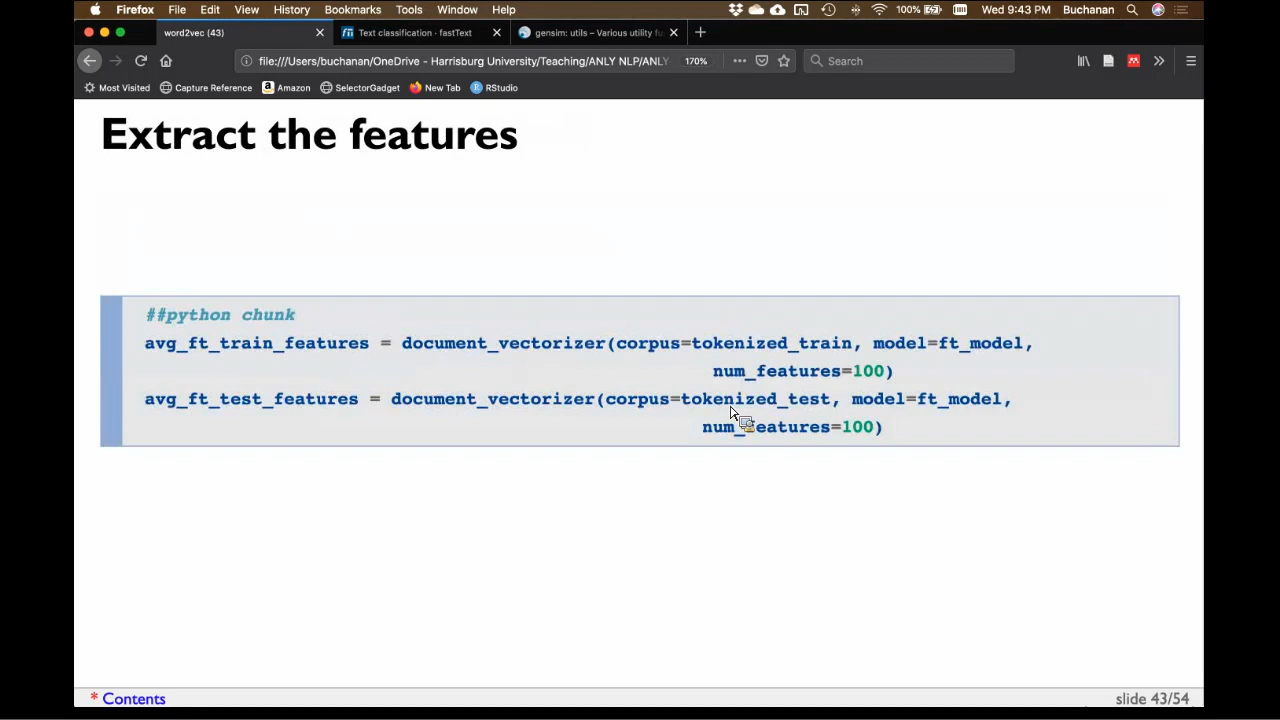 Firefox File Edit View History Bookmarks Tools Window Help 100% Wed 9:43 PM Buchanan
word2vec (43) Text classification · fastText gensim: utils – Various utility fu
file:///Users/buchanan/OneDrive - Harrisburg University/Teaching/ANLY NLP/ANLY 170% Search
Most Visited Capture Reference Amazon SelectorGadget New Tab RStudio
Extract the features
##python chunk
avg_ft_train_features = document_vectorizer(corpus=tokenized_train, model=ft_model,
num_features=100)
avg_ft_test_features = document_vectorizer(corpus=tokenized_test, model=ft_model,
num_features=100)
* Contents slide 43/54